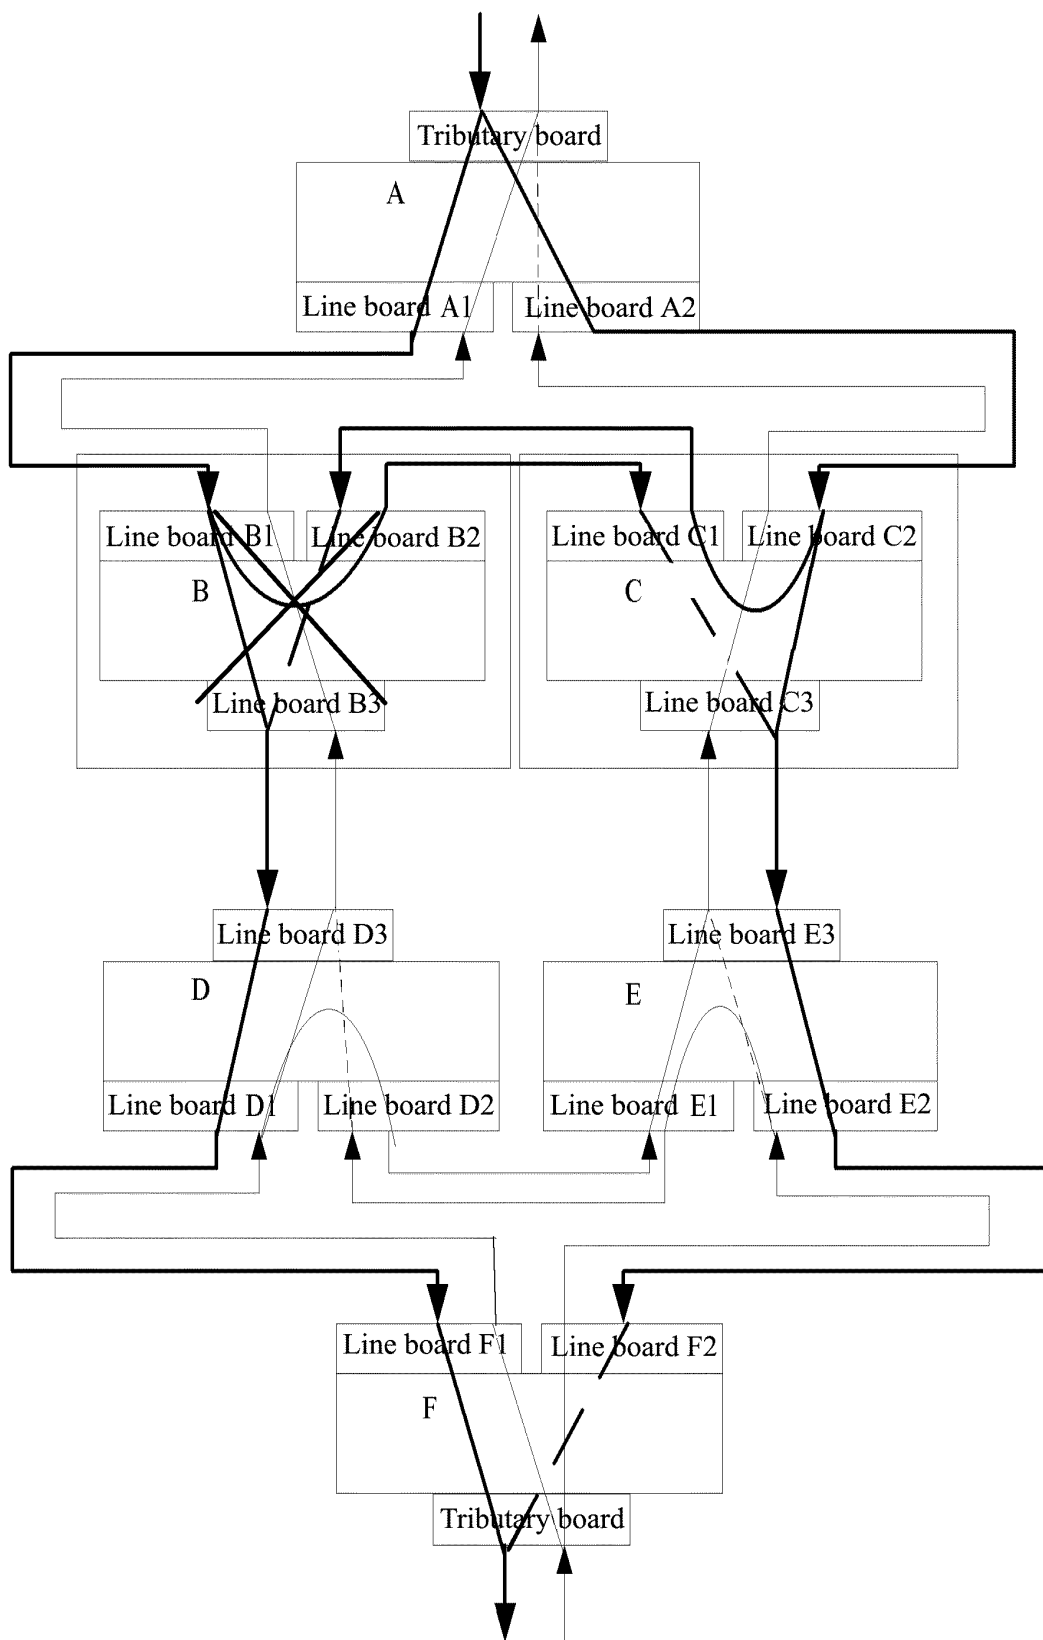 Tributary board
A
Line board A1
Line board A2
Line board B1
Line board B2
Line board C1
Line board C2
B
C
Line board B3
Line board C3
Line board D3
Line board E3
D
E
Line board D1
Line board D2
Line board E1
Line board E2
Line board F1
Line board F2
F
Tributary board